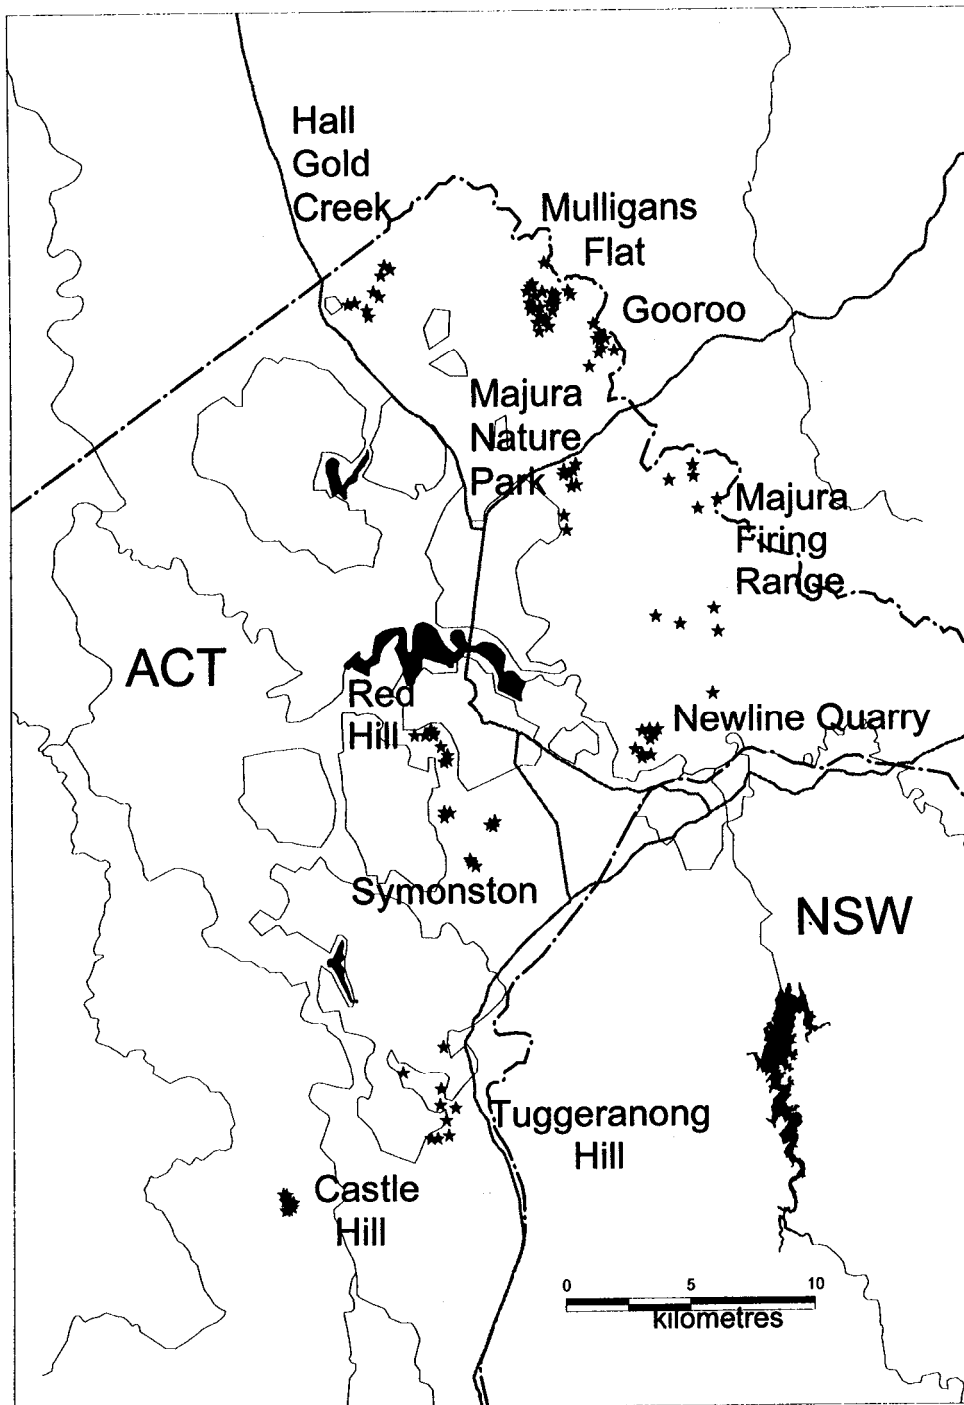 Hall
Gold
Creek
Mulligans
Flat
Gooroo
Majura
Nature
Park
Majura
Firing
Range
ACT
Red
Hill
Newline Quarry
Symonston
NSW
Tuggeranong
Hill
Castle
Hill
0 5 10
kilometres